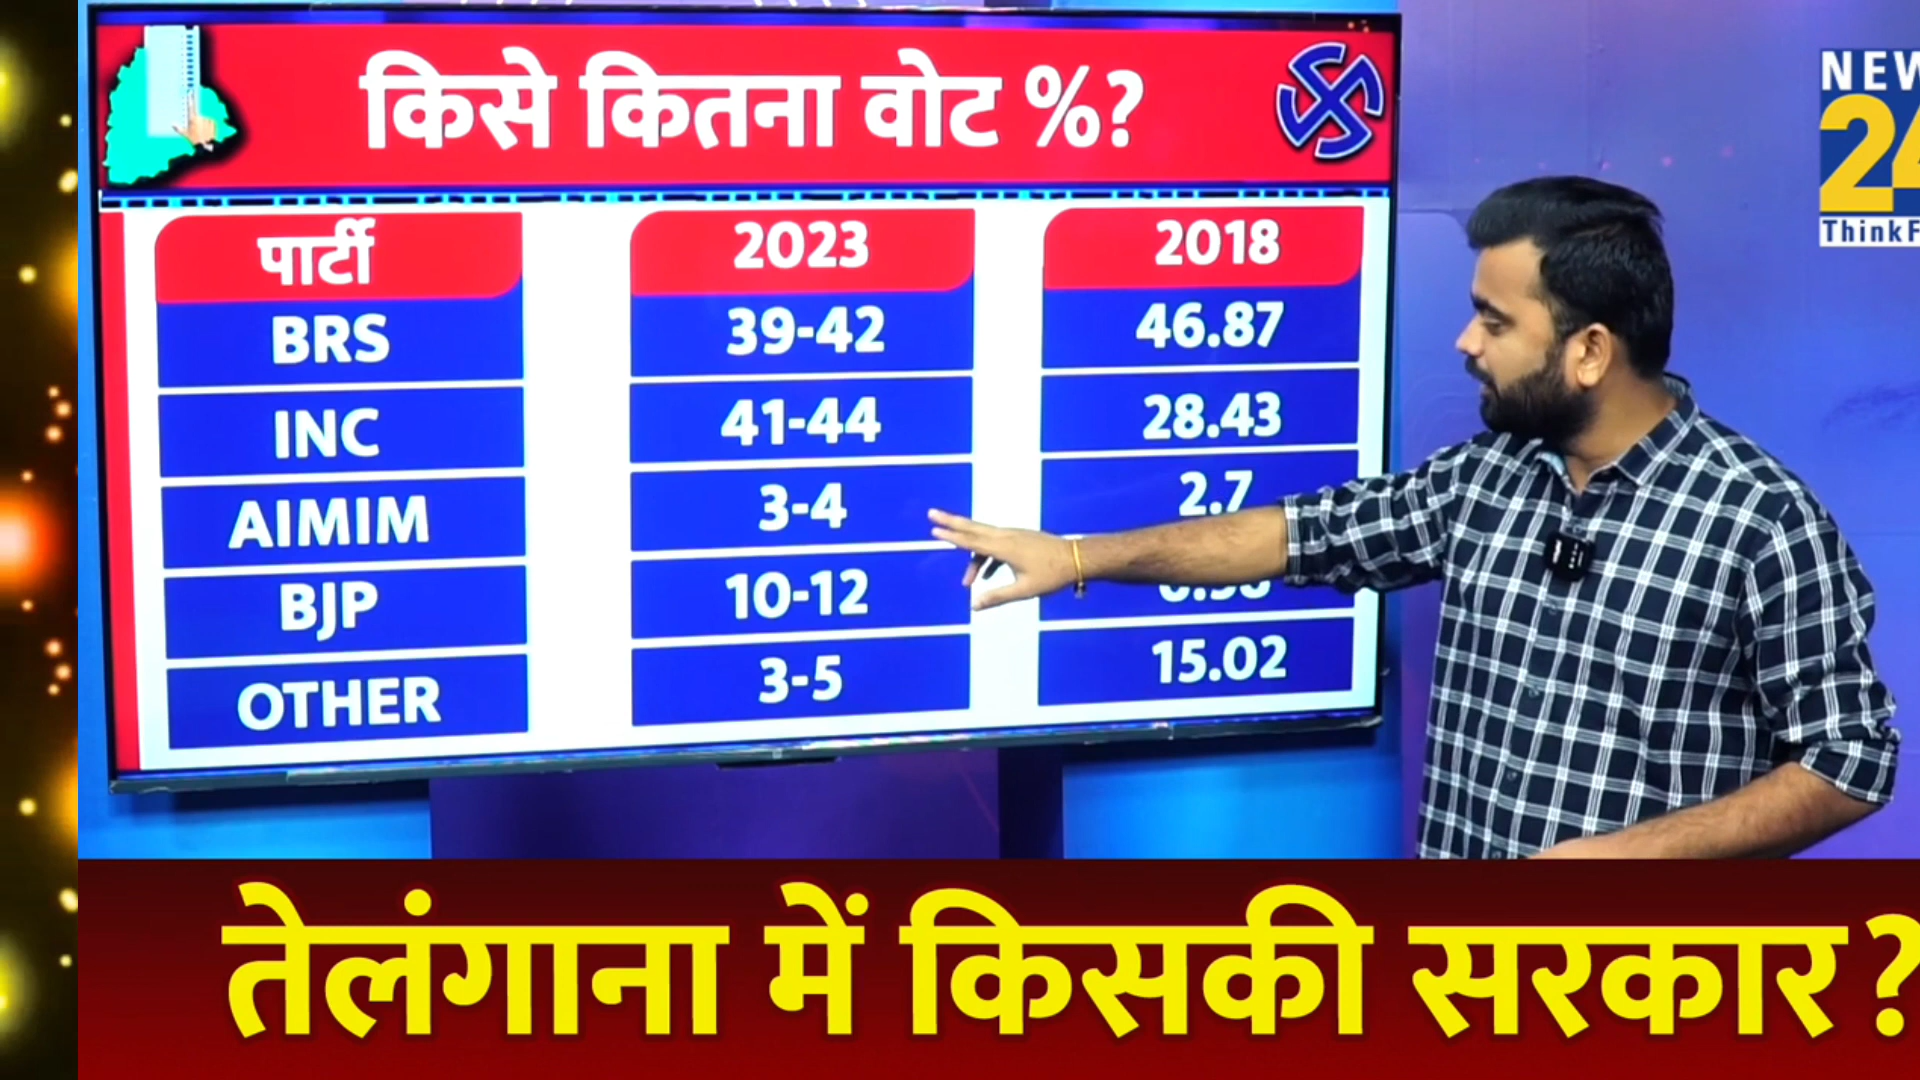 किसे कितना वोट %?
पार्टी 2023 2018
BRS 39-42 46.87
INC 41-44 28.43
AIMIM 3-4 2.7
BJP 10-12
OTHER 3-5 15.02
NEW
24
Think
तेलंगाना में किसकी सरकार?